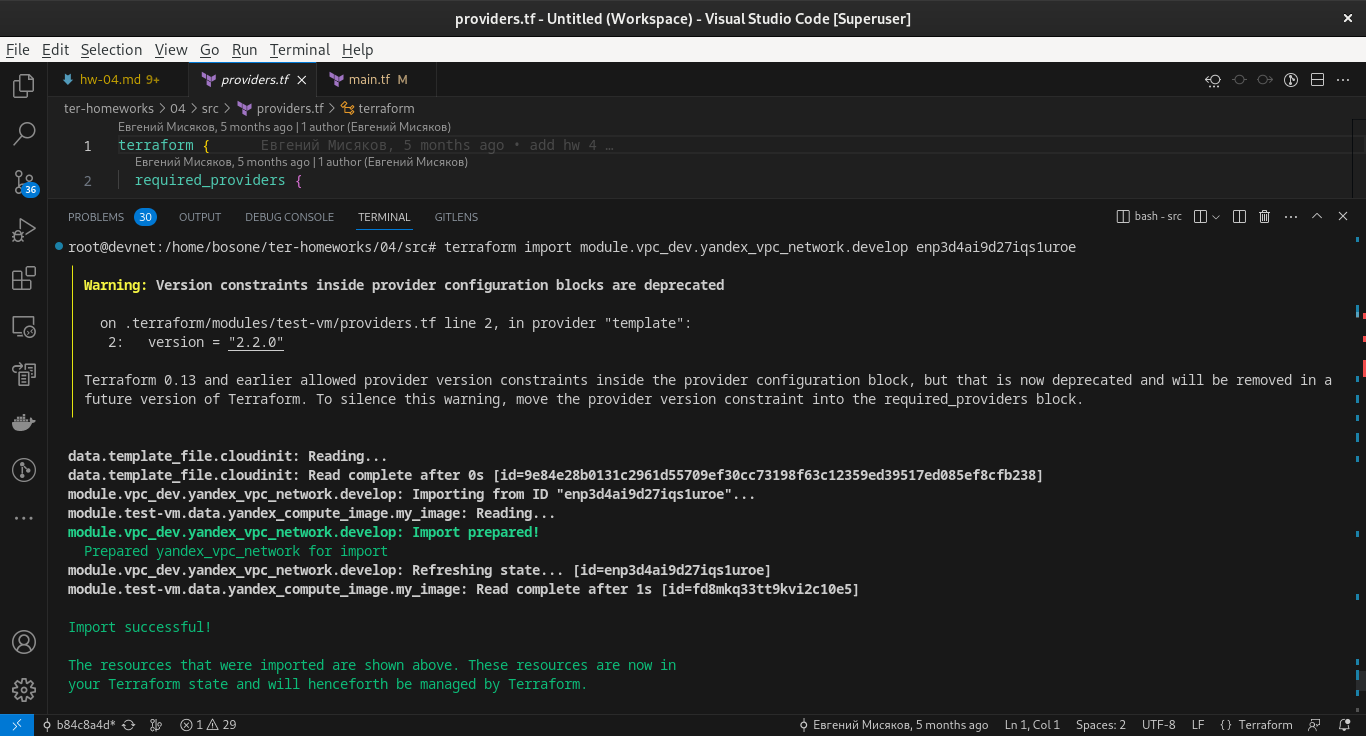 providers.tf - Untitled (Workspace) - Visual Studio Code [Superuser]
File Edit Selection View Go Run Terminal Help
hw-04.md 9+ providers.tf main.tf M
ter-homeworks > 04 > src > providers.tf > terraform
Евгений Мисяков, 5 months ago | 1 author (Евгений Мисяков)
1 terraform { Евгений Мисяков, 5 months ago • add hw 4 …
Евгений Мисяков, 5 months ago | 1 author (Евгений Мисяков)
2 required_providers {
36
PROBLEMS 30 OUTPUT DEBUG CONSOLE TERMINAL GITLENS bash - src
root@devnet:/home/bosone/ter-homeworks/04/src# terraform import module.vpc_dev.yandex_vpc_network.develop enp3d4ai9d27iqs1uroe
Warning: Version constraints inside provider configuration blocks are deprecated
on .terraform/modules/test-vm/providers.tf line 2, in provider "template":
2: version = "2.2.0"
Terraform 0.13 and earlier allowed provider version constraints inside the provider configuration block, but that is now deprecated and will be removed in a
future version of Terraform. To silence this warning, move the provider version constraint into the required_providers block.
data.template_file.cloudinit: Reading...
data.template_file.cloudinit: Read complete after 0s [id=9e84e28b0131c2961d55709ef30cc73198f63c12359ed39517ed085ef8cfb238]
module.vpc_dev.yandex_vpc_network.develop: Importing from ID "enp3d4ai9d27iqs1uroe"...
module.test-vm.data.yandex_compute_image.my_image: Reading...
module.vpc_dev.yandex_vpc_network.develop: Import prepared!
Prepared yandex_vpc_network for import
module.vpc_dev.yandex_vpc_network.develop: Refreshing state... [id=enp3d4ai9d27iqs1uroe]
module.test-vm.data.yandex_compute_image.my_image: Read complete after 1s [id=fd8mkq33tt9kvi2c10e5]
Import successful!
The resources that were imported are shown above. These resources are now in
your Terraform state and will henceforth be managed by Terraform.
b84c8a4d* 1 29 Евгений Мисяков, 5 months ago Ln 1, Col 1 Spaces: 2 UTF-8 LF { } Terraform